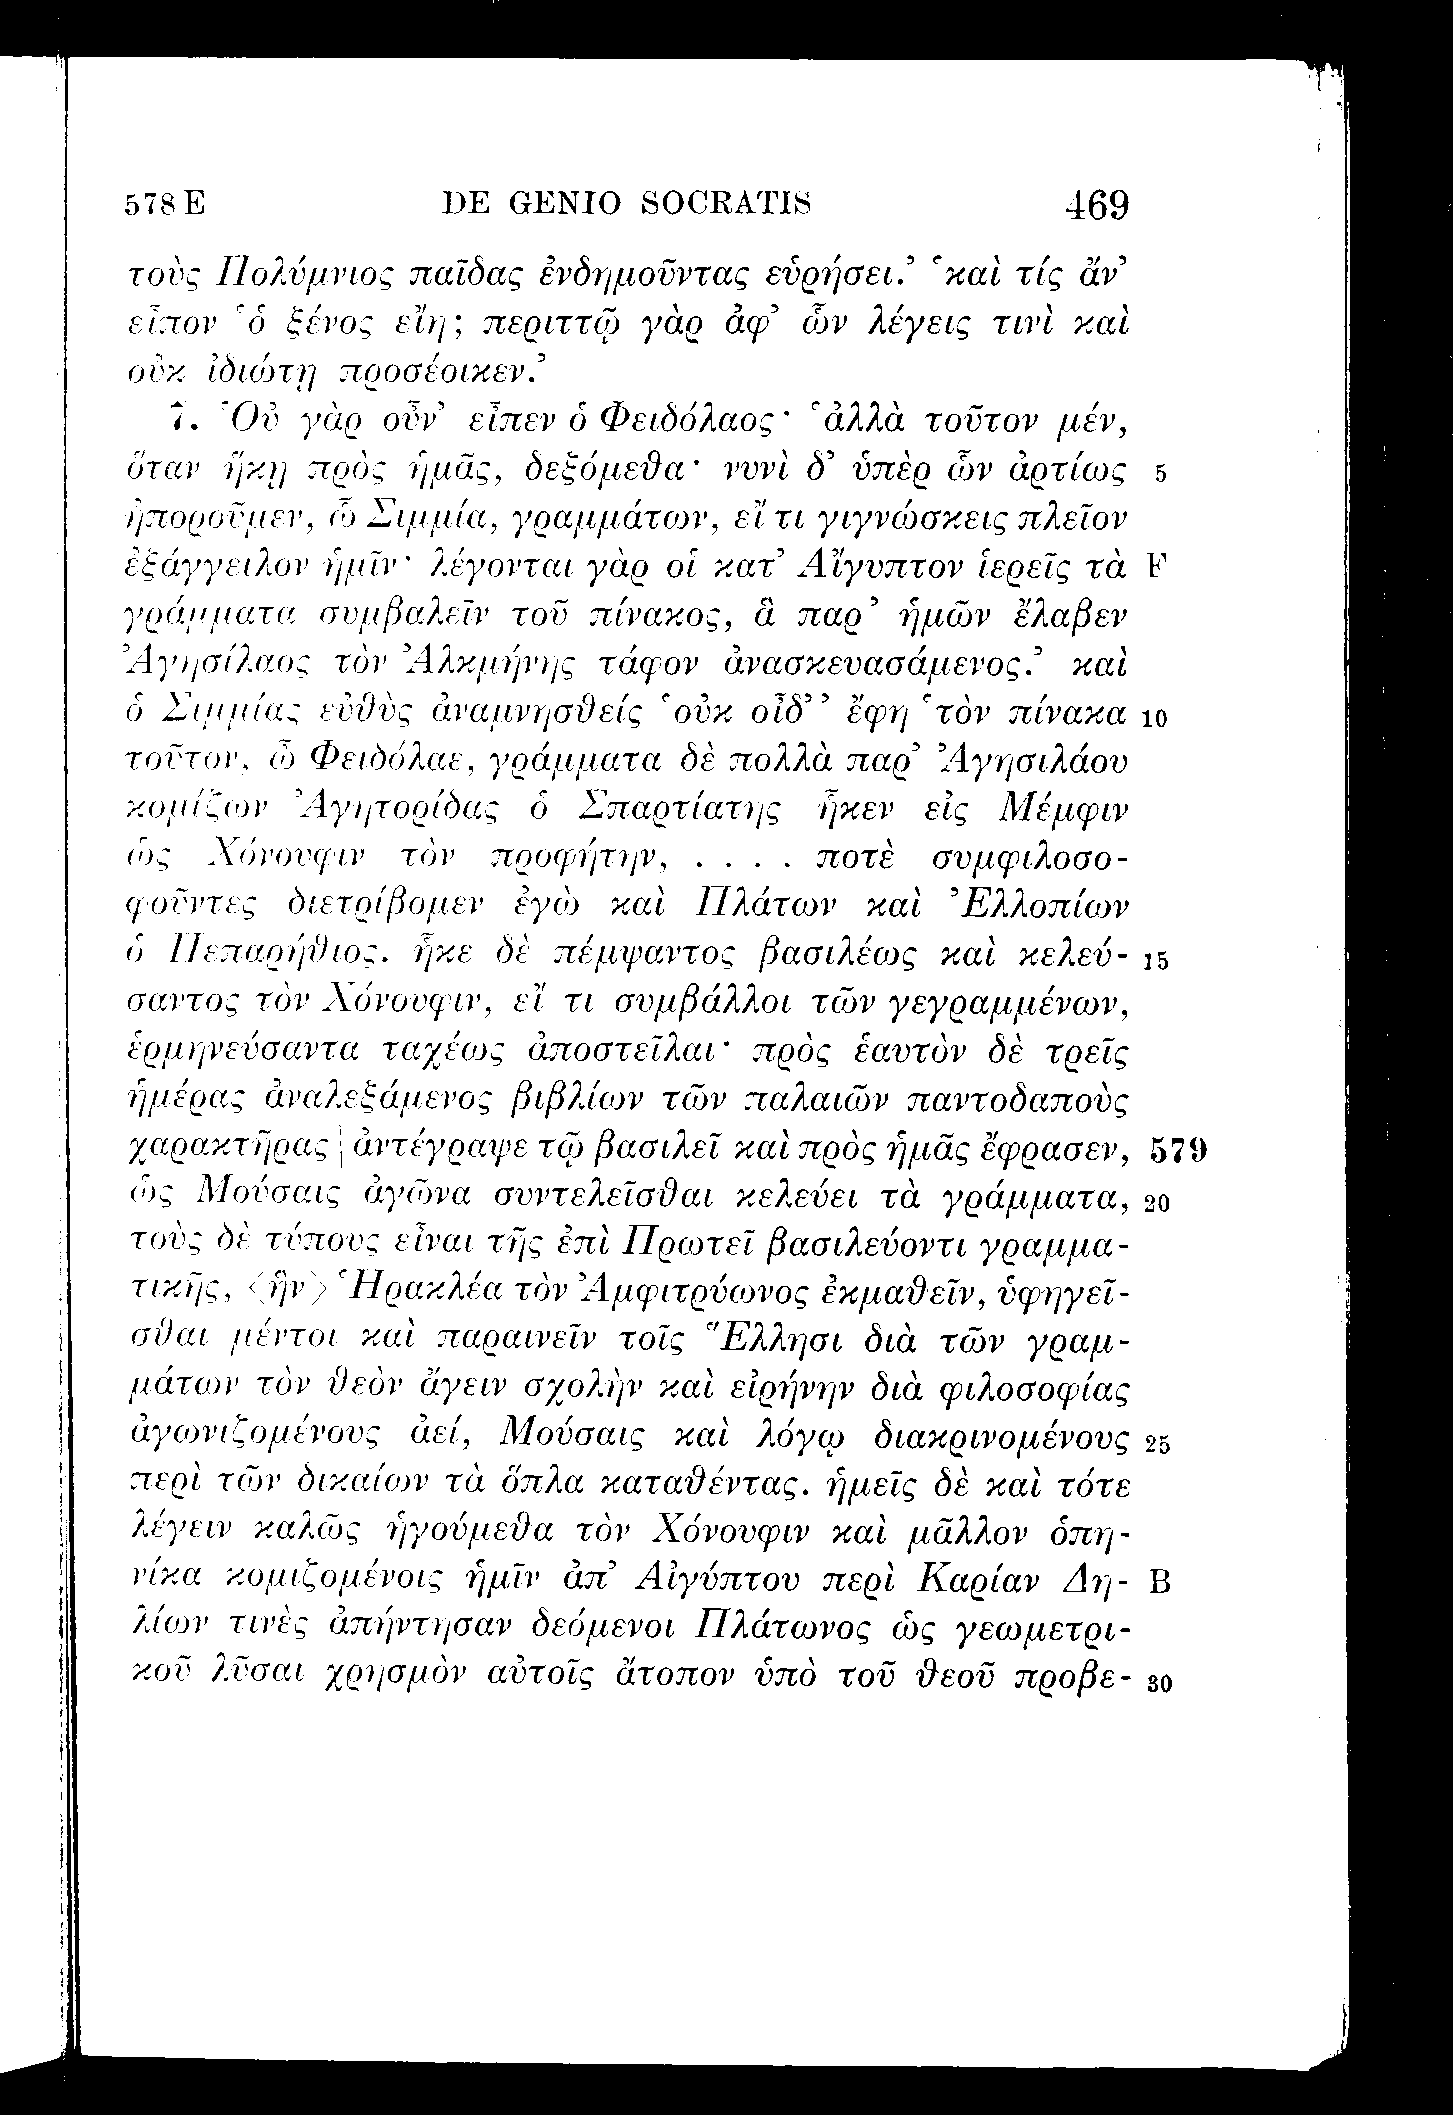 578 E DE GENIO SOCRATIS 469
τοὺς Πολύμνιος παῖδας ἐνδημοῦντας εὑρήσει.’ ‘καὶ τίς ἄν’
εἶπον ‘ὁ ξένος εἴη; περιττῷ γὰρ ἀφ’ ὧν λέγεις τινὶ καὶ
οὐκ ἰδιώτῃ προσέοικεν.’
7. ‘Οὐ γὰρ οὖν’ εἶπεν ὁ Φειδόλαος· ‘ἀλλὰ τοῦτον μέν,
ὅταν ἥκῃ πρὸς ἡμᾶς, δεξόμεθα· νυνὶ δ’ ὑπὲρ ὧν ἀρτίως 5
ἠποροῦμεν, ὦ Σιμμία, γραμμάτων, εἴ τι γιγνώσκεις πλεῖον
ἐξάγγειλον ἡμῖν· λέγονται γὰρ οἱ κατ’ Αἴγυπτον ἱερεῖς τὰ F
γράμματα συμβαλεῖν τοῦ πίνακος, ἃ παρ’ ἡμῶν ἔλαβεν
Ἀγησίλαος τὸν Ἀλκμήνης τάφον ἀνασκευασάμενος.’ καὶ
ὁ Σιμμίας εὐθὺς ἀναμνησθείς ‘οὐκ οἶδ’’ ἔφη ‘τὸν πίνακα 10
τοῦτον, ὦ Φειδόλαε, γράμματα δὲ πολλὰ παρ’ Ἀγησιλάου
κομίζων Ἀγητορίδας ὁ Σπαρτίατης ἧκεν εἰς Μέμφιν
ὡς Χόνουφιν τὸν προφήτην, . . . . ποτὲ συμφιλοσο-
φοῦντες διετρίβομεν ἐγὼ καὶ Πλάτων καὶ Ἐλλοπίων
ὁ Πεπαρήθιος. ἧκε δὲ πέμψαντος βασιλέως καὶ κελεύ- 15
σαντος τὸν Χόνουφιν, εἴ τι συμβάλλοι τῶν γεγραμμένων,
ἑρμηνεύσαντα ταχέως ἀποστεῖλαι· πρὸς ἑαυτὸν δὲ τρεῖς
ἡμέρας ἀναλεξάμενος βιβλίων τῶν παλαιῶν παντοδαποὺς
χαρακτῆρας | ἀντέγραψε τῷ βασιλεῖ καὶ πρὸς ἡμᾶς ἔφρασεν, 579
ὡς Μούσαις ἀγῶνα συντελεῖσθαι κελεύει τὰ γράμματα, 20
τοὺς δὲ τύπους εἶναι τῆς ἐπὶ Πρωτεῖ βασιλεύοντι γραμμα-
τικῆς, <ἣν> Ἡρακλέα τὸν Ἀμφιτρύωνος ἐκμαθεῖν, ὑφηγεῖ-
σθαι μέντοι καὶ παραινεῖν τοῖς Ἕλλησι διὰ τῶν γραμ-
μάτων τὸν θεὸν ἄγειν σχολὴν καὶ εἰρήνην διὰ φιλοσοφίας
ἀγωνιζομένους ἀεί, Μούσαις καὶ λόγῳ διακρινομένους 25
περὶ τῶν δικαίων τὰ ὅπλα καταθέντας. ἡμεῖς δὲ καὶ τότε
λέγειν καλῶς ἡγούμεθα τὸν Χόνουφιν καὶ μᾶλλον ὁπη-
νίκα κομιζομένοις ἡμῖν ἀπ’ Αἰγύπτου περὶ Καρίαν Δη- B
λίων τινὲς ἀπήντησαν δεόμενοι Πλάτωνος ὡς γεωμετρι-
κοῦ λῦσαι χρησμὸν αὐτοῖς ἄτοπον ὑπὸ τοῦ θεοῦ προβε- 30